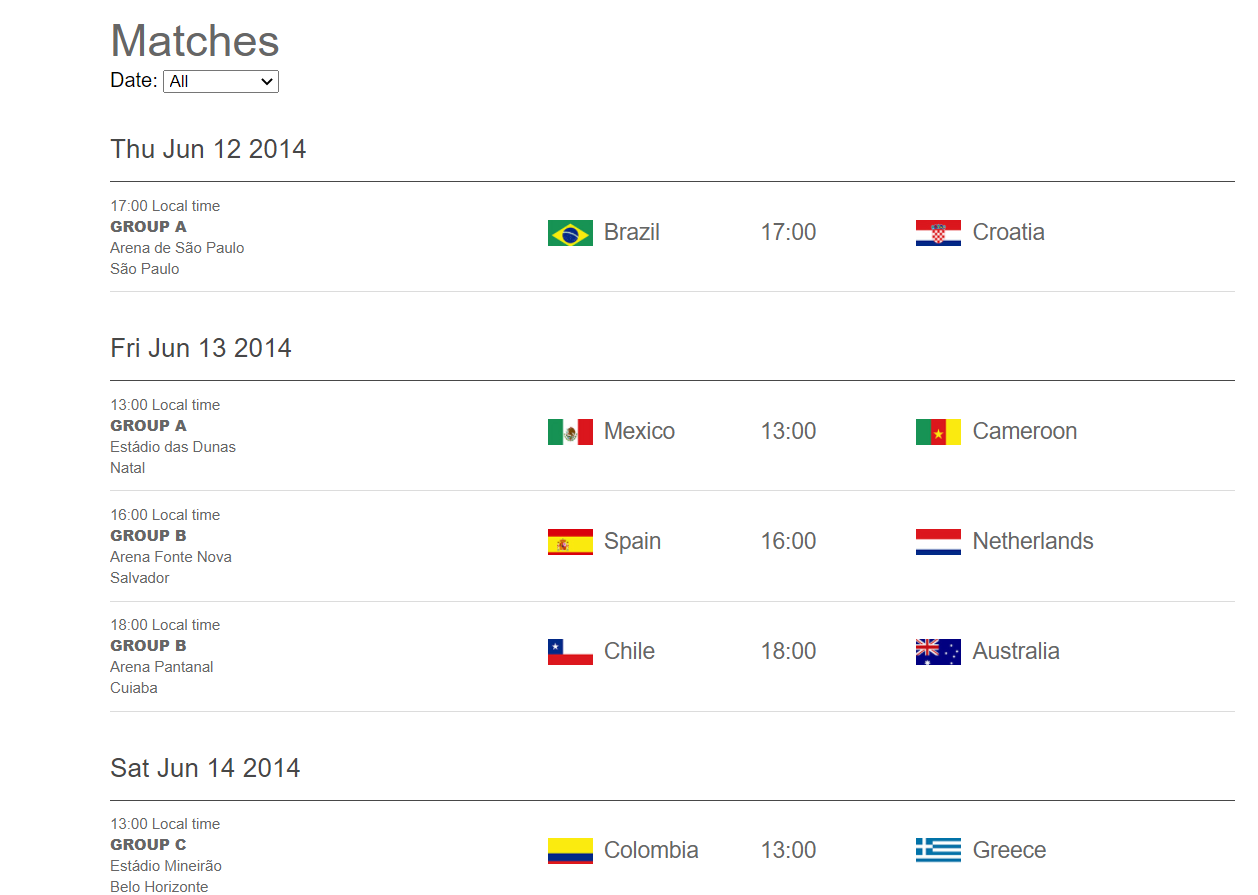 Matches
Date: All
Thu Jun 12 2014
17:00 Local time
GROUP A
Arena de São Paulo
São Paulo
Brazil 17:00 Croatia
Fri Jun 13 2014
13:00 Local time
GROUP A
Estádio das Dunas
Natal
Mexico 13:00 Cameroon
16:00 Local time
GROUP B
Arena Fonte Nova
Salvador
Spain 16:00 Netherlands
18:00 Local time
GROUP B
Arena Pantanal
Cuiaba
Chile 18:00 Australia
Sat Jun 14 2014
13:00 Local time
GROUP C
Estádio Mineirão
Belo Horizonte
Colombia 13:00 Greece